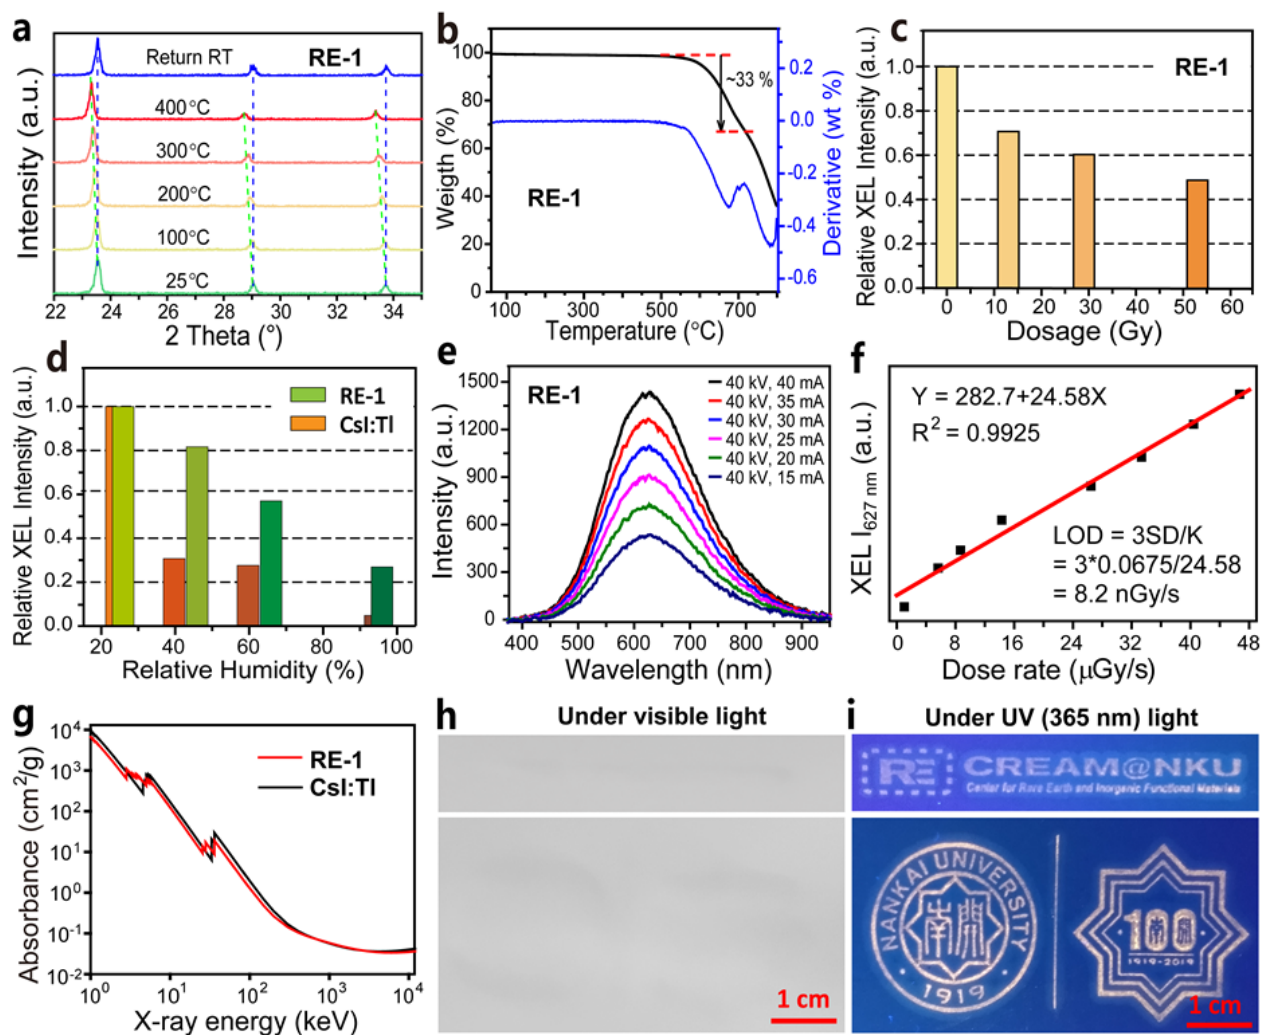 a
Return RT
RE-1
400°C
300°C
200°C
100°C
25°C
Intensity (a.u.)
22 24 26 28 30 32 34
2 Theta (°)
b
100
80
60
40
20
0
Weigth (%)
~33 %
RE-1
0.2
0.0
-0.2
-0.4
-0.6
Derivative (wt %)
100 300 500 700
Temperature (°C)
c
RE-1
1.0
0.8
0.6
0.4
0.2
0.0
Relative XEL Intensity (a.u.)
0 10 20 30 40 50 60
Dosage (Gy)
d
RE-1
CsI:Tl
1.0
0.8
0.6
0.4
0.2
0.0
Relative XEL Intensity (a.u.)
20 40 60 80 100
Relative Humidity (%)
e
RE-1
40 kV, 40 mA
40 kV, 35 mA
40 kV, 30 mA
40 kV, 25 mA
40 kV, 20 mA
40 kV, 15 mA
1500
1200
900
600
300
0
Intensity (a.u.)
400 500 600 700 800 900
Wavelength (nm)
f
Y = 282.7+24.58X
R² = 0.9925
LOD = 3SD/K
= 3*0.0675/24.58
= 8.2 nGy/s
XEL I627 nm (a.u.)
0 8 16 24 32 40 48
Dose rate (μGy/s)
g
RE-1
CsI:Tl
10⁴
10³
10²
10¹
10⁰
10⁻¹
10⁻²
Absorbance (cm²/g)
10⁰ 10¹ 10² 10³ 10⁴
X-ray energy (keV)
h
Under visible light
1 cm
i
Under UV (365 nm) light
RE CREAM@NKU
Center for Rare Earth and Inorganic Functional Materials
NANKAI UNIVERSITY
南開
1919
100
1919-2019
1 cm